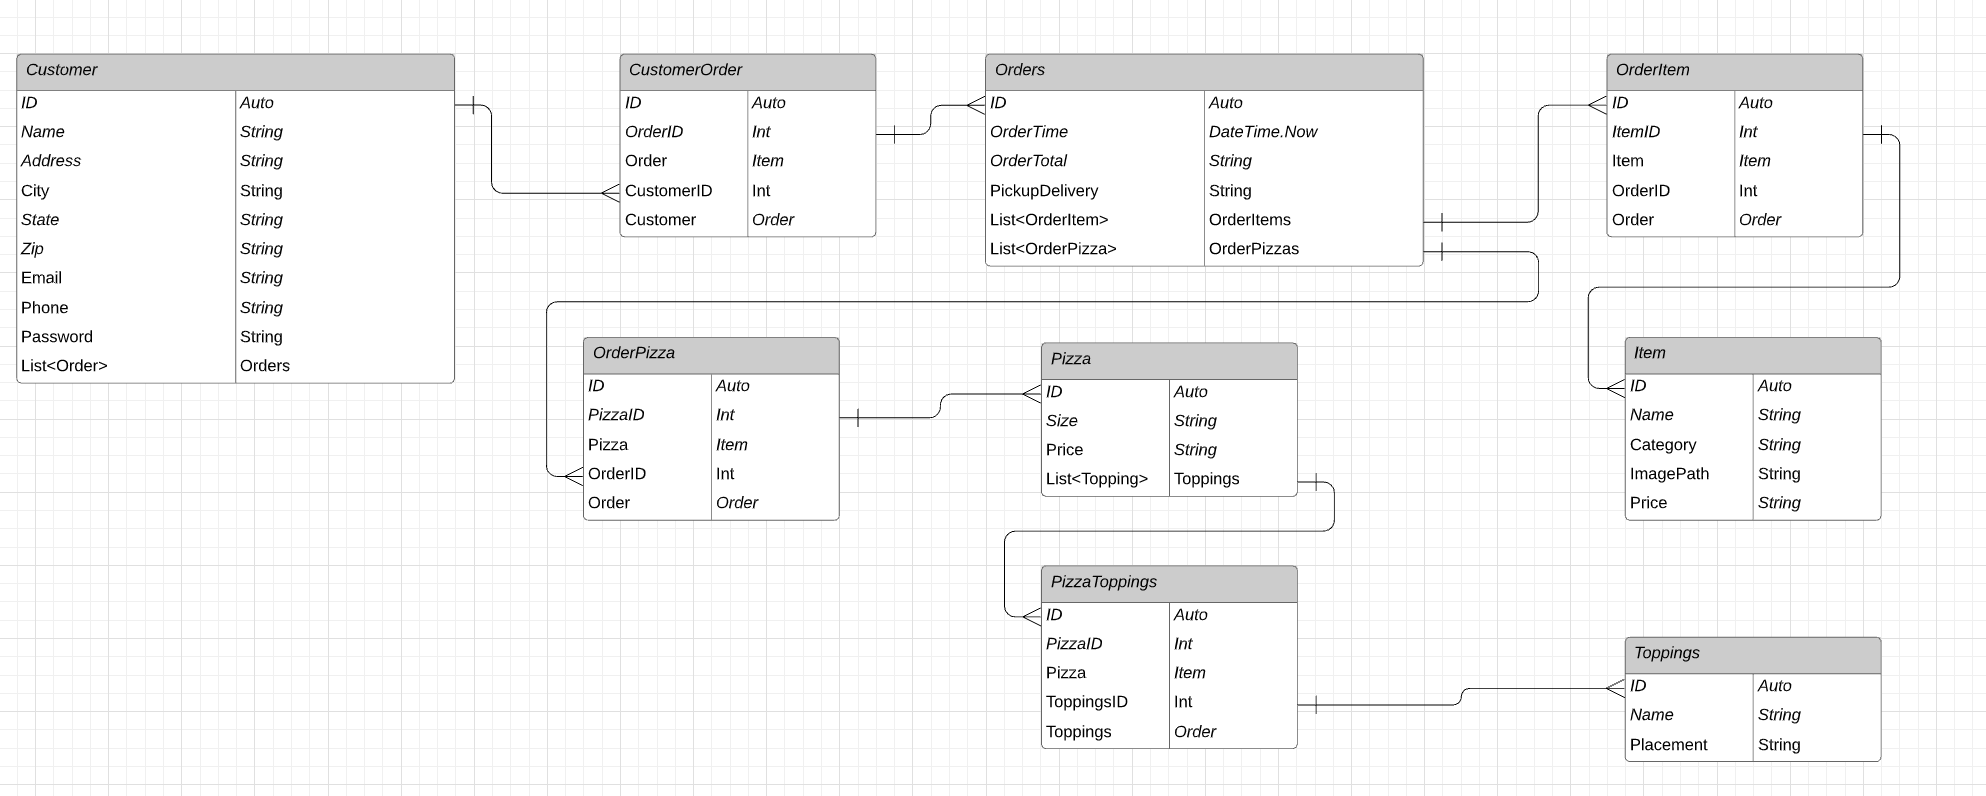 Customer
ID Auto
Name String
Address String
City String
State String
Zip String
Email String
Phone String
Password String
List<Order> Orders
CustomerOrder
ID Auto
OrderID Int
Order Item
CustomerID Int
Customer Order
Orders
ID Auto
OrderTime DateTime.Now
OrderTotal String
PickupDelivery String
List<OrderItem> OrderItems
List<OrderPizza> OrderPizzas
OrderItem
ID Auto
ItemID Int
Item Item
OrderID Int
Order Order
OrderPizza
ID Auto
PizzaID Int
Pizza Item
OrderID Int
Order Order
Pizza
ID Auto
Size String
Price String
List<Topping> Toppings
Item
ID Auto
Name String
Category String
ImagePath String
Price String
PizzaToppings
ID Auto
PizzaID Int
Pizza Item
ToppingsID Int
Toppings Order
Toppings
ID Auto
Name String
Placement String